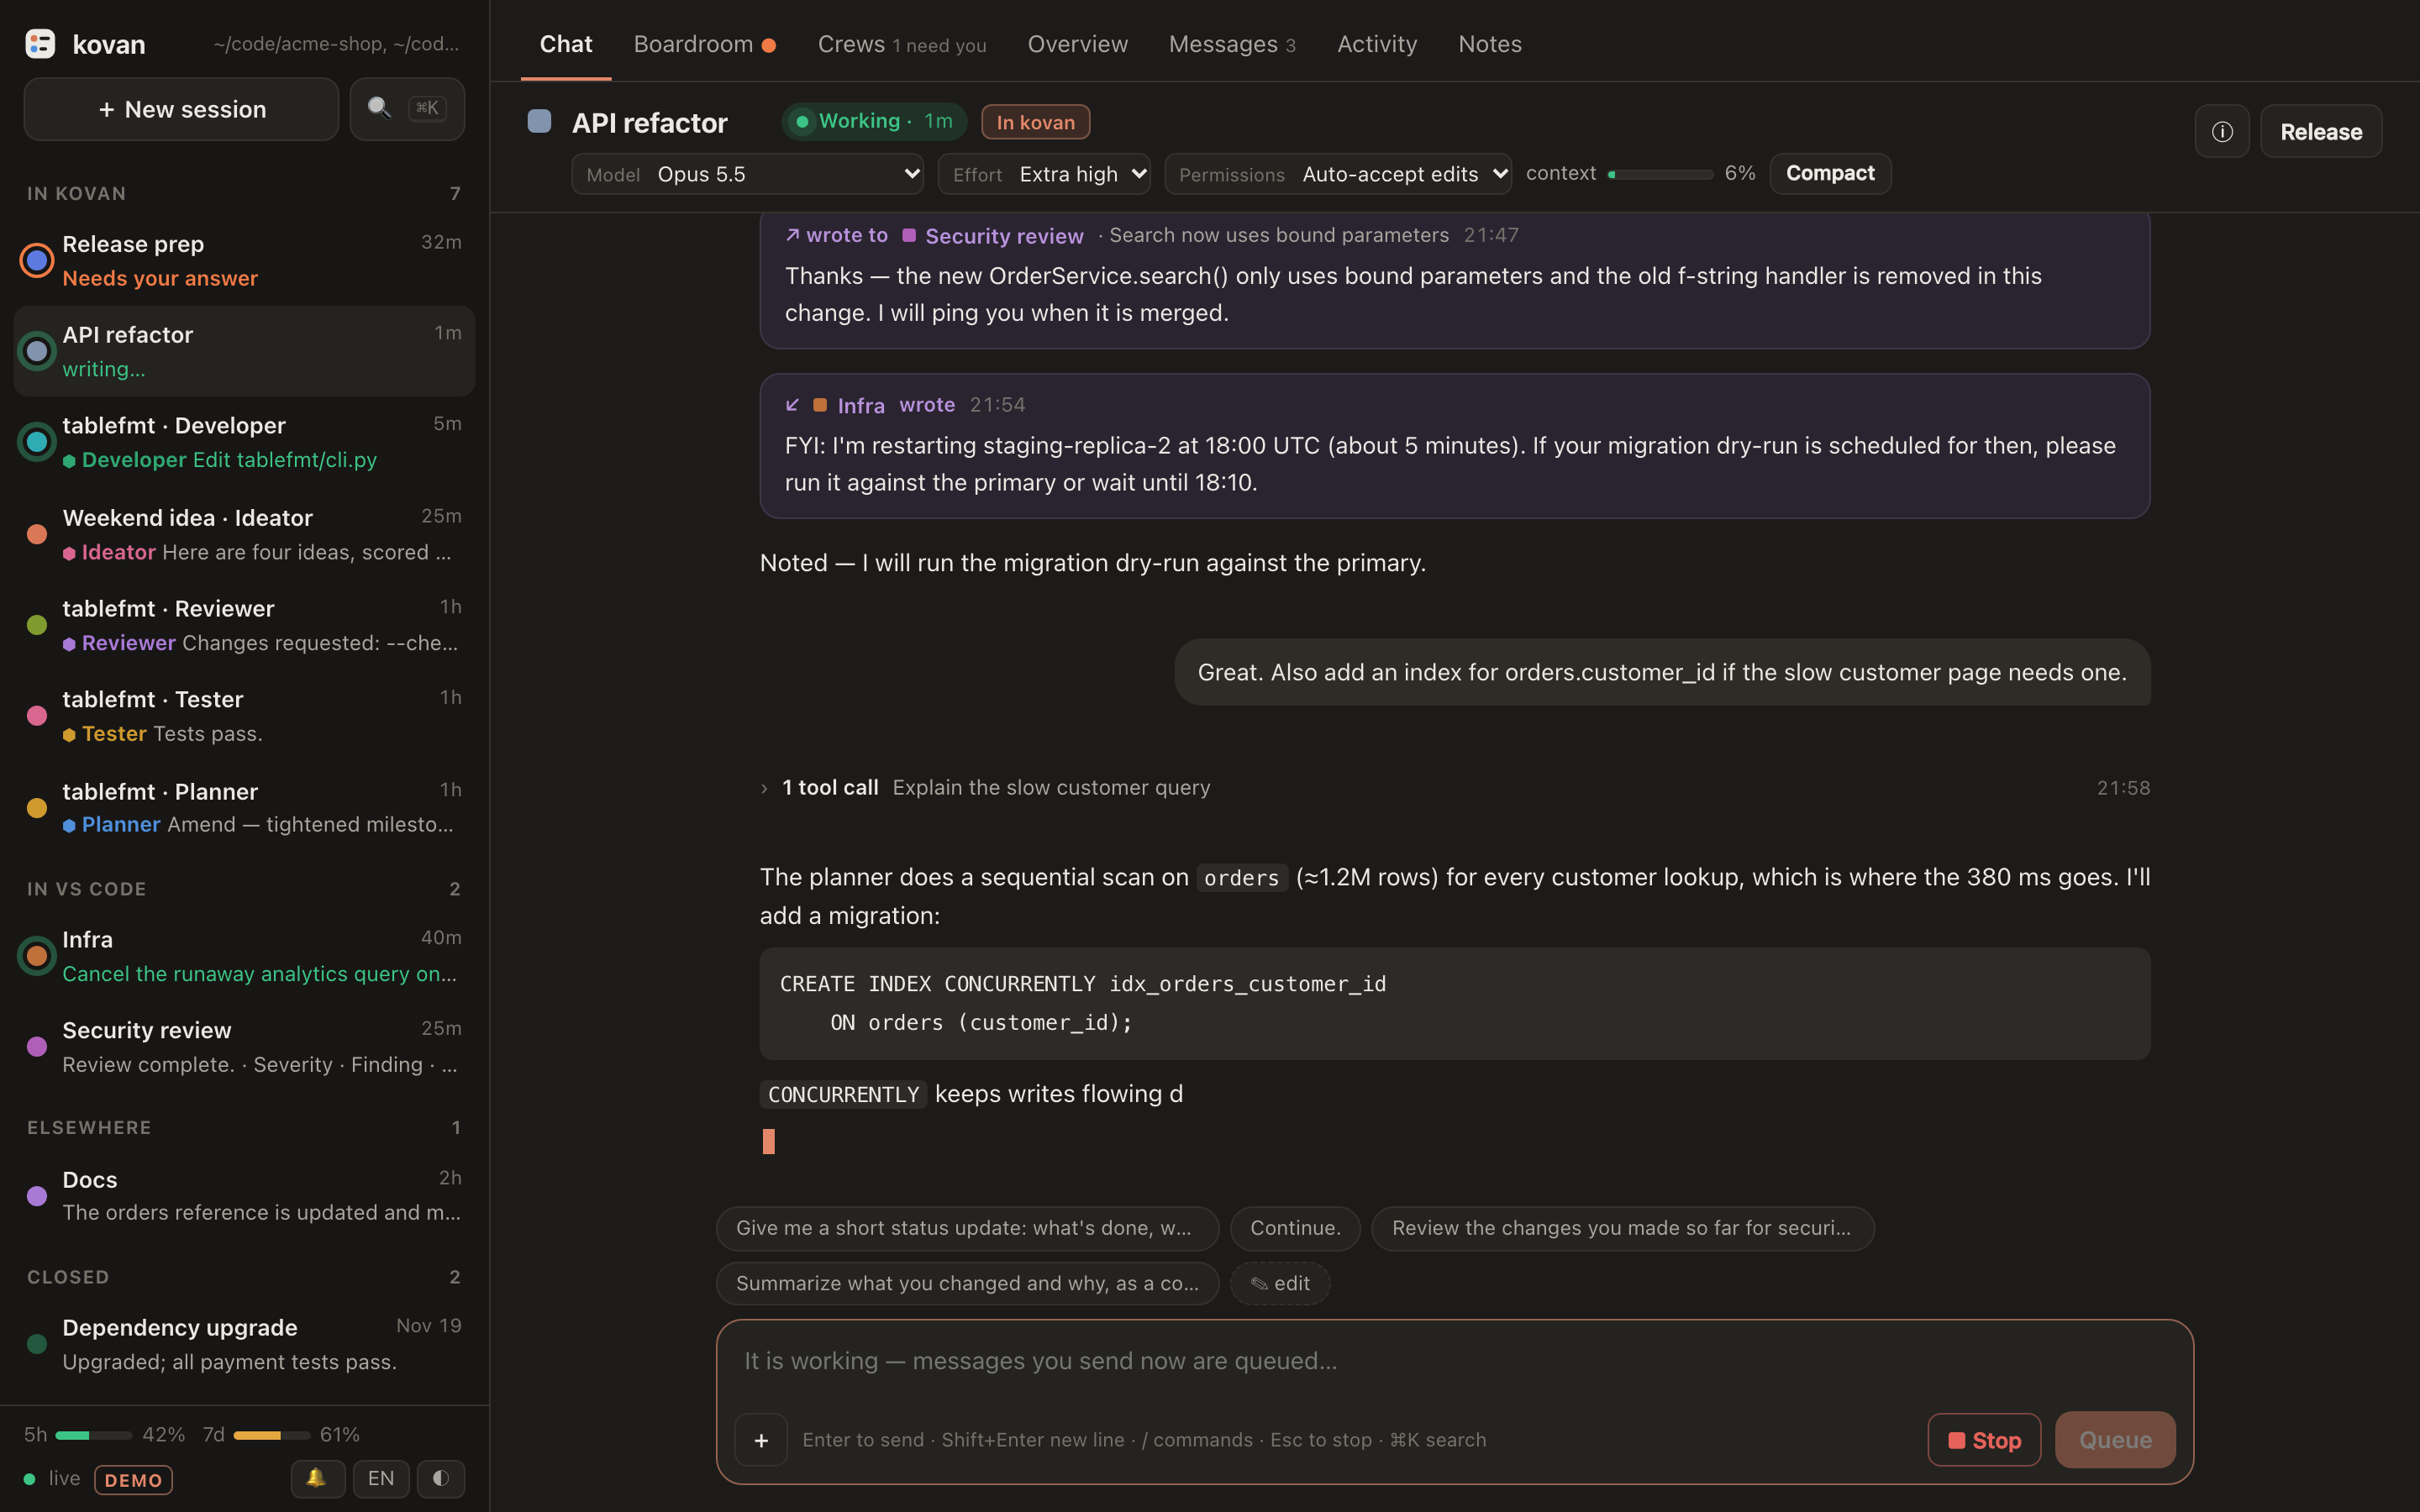 kovan ~/code/acme-shop, ~/cod...
+ New session ⌘K
IN KOVAN 7
Release prep 32m
Needs your answer
API refactor 1m
writing...
tablefmt · Developer 5m
Developer Edit tablefmt/cli.py
Weekend idea · Ideator 25m
Ideator Here are four ideas, scored ...
tablefmt · Reviewer 1h
Reviewer Changes requested: --che...
tablefmt · Tester 1h
Tester Tests pass.
tablefmt · Planner 1h
Planner Amend — tightened milesto...
IN VS CODE 2
Infra 40m
Cancel the runaway analytics query on...
Security review 25m
Review complete. · Severity · Finding · ...
ELSEWHERE 1
Docs 2h
The orders reference is updated and m...
CLOSED 2
Dependency upgrade Nov 19
Upgraded; all payment tests pass.
5h 42% 7d 61%
live DEMO EN
Chat Boardroom Crews 1 need you Overview Messages 3 Activity Notes
API refactor Working · 1m In kovan Release
Model Opus 5.5 Effort Extra high Permissions Auto-accept edits context 6% Compact
↗ wrote to Security review · Search now uses bound parameters 21:47
Thanks — the new OrderService.search() only uses bound parameters and the old f-string handler is removed in this
change. I will ping you when it is merged.
↙ Infra wrote 21:54
FYI: I'm restarting staging-replica-2 at 18:00 UTC (about 5 minutes). If your migration dry-run is scheduled for then, please
run it against the primary or wait until 18:10.
Noted — I will run the migration dry-run against the primary.
Great. Also add an index for orders.customer_id if the slow customer page needs one.
› 1 tool call Explain the slow customer query 21:58
The planner does a sequential scan on orders (≈1.2M rows) for every customer lookup, which is where the 380 ms goes. I'll
add a migration:
CREATE INDEX CONCURRENTLY idx_orders_customer_id
ON orders (customer_id);
CONCURRENTLY keeps writes flowing d
Give me a short status update: what's done, w... Continue. Review the changes you made so far for securi...
Summarize what you changed and why, as a co... ✎ edit
It is working — messages you send now are queued...
+ Enter to send · Shift+Enter new line · / commands · Esc to stop · ⌘K search Stop Queue